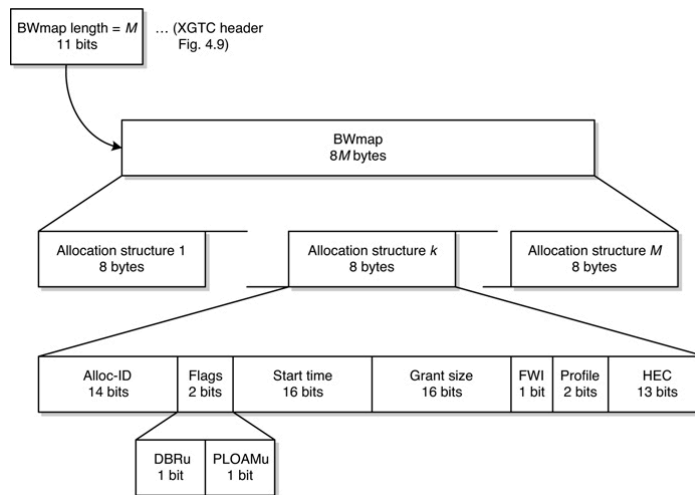 BWmap length = M
11 bits
... (XGTC header
Fig. 4.9)
BWmap
8M bytes
Allocation structure 1
8 bytes
Allocation structure k
8 bytes
Allocation structure M
8 bytes
Alloc-ID
14 bits
Flags
2 bits
Start time
16 bits
Grant size
16 bits
FWI
1 bit
Profile
2 bits
HEC
13 bits
DBRu
1 bit
PLOAMu
1 bit